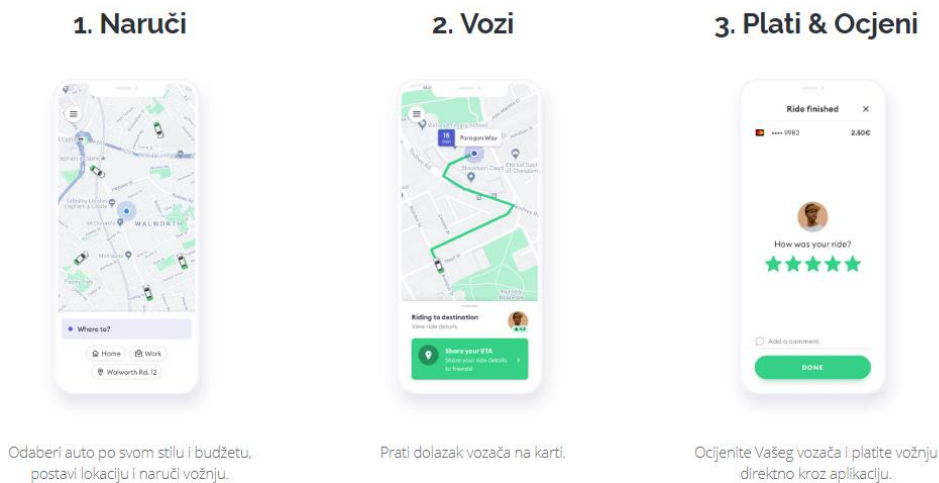 1. Naruči
2. Vozi
3. Plati & Ocjeni
WALWORTH
Where to?
Home
Work
Walworth Rd. 12
15
min
Paragon Way
Riding to destination
View ride details
Share your ETA
Share your ride details
to friends!
Ride finished
•••• 9982
2.50€
How was your ride?
Add a comment
DONE
Odaberi auto po svom stilu i budžetu,
postavi lokaciju i naruči vožnju.
Prati dolazak vozača na karti.
Ocijenite Vašeg vozača i platite vožnju
direktno kroz aplikaciju.